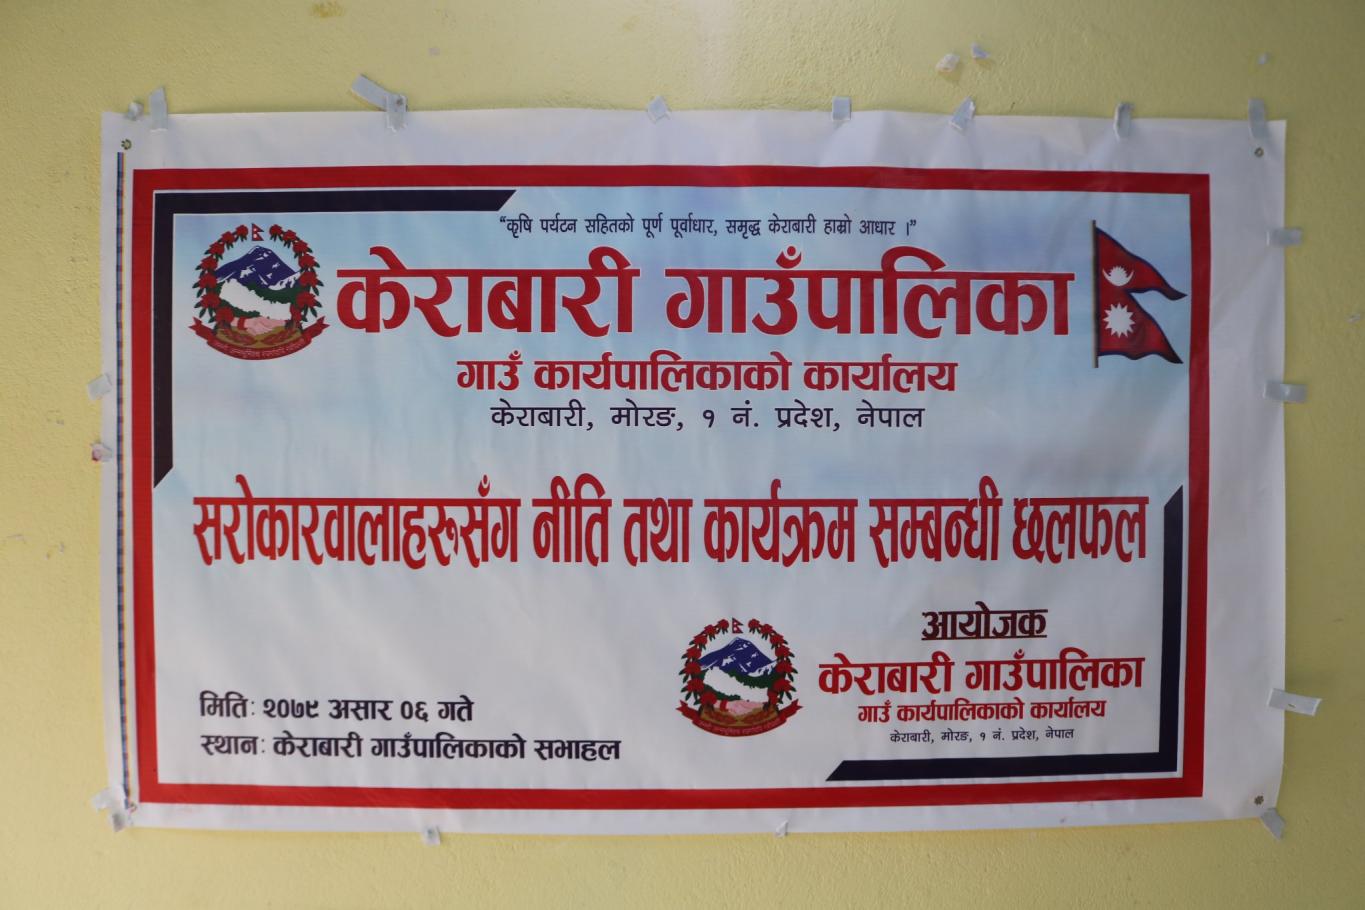 “कृषि पर्यटन सहितको पूर्ण पूर्वाधार, समृद्ध केराबारी हाम्रो आधार ।”
केराबारी गाउँपालिका
गाउँ कार्यपालिकाको कार्यालय
केराबारी, मोरङ, १ नं. प्रदेश, नेपाल
सरोकारवालाहरुसँग नीति तथा कार्यक्रम सम्बन्धी छलफल
आयोजक
केराबारी गाउँपालिका
गाउँ कार्यपालिकाको कार्यालय
केराबारी, मोरङ, १ नं. प्रदेश, नेपाल
मिति: २०७९ असार ०६ गते
स्थान: केराबारी गाउँपालिकाको सभाहल